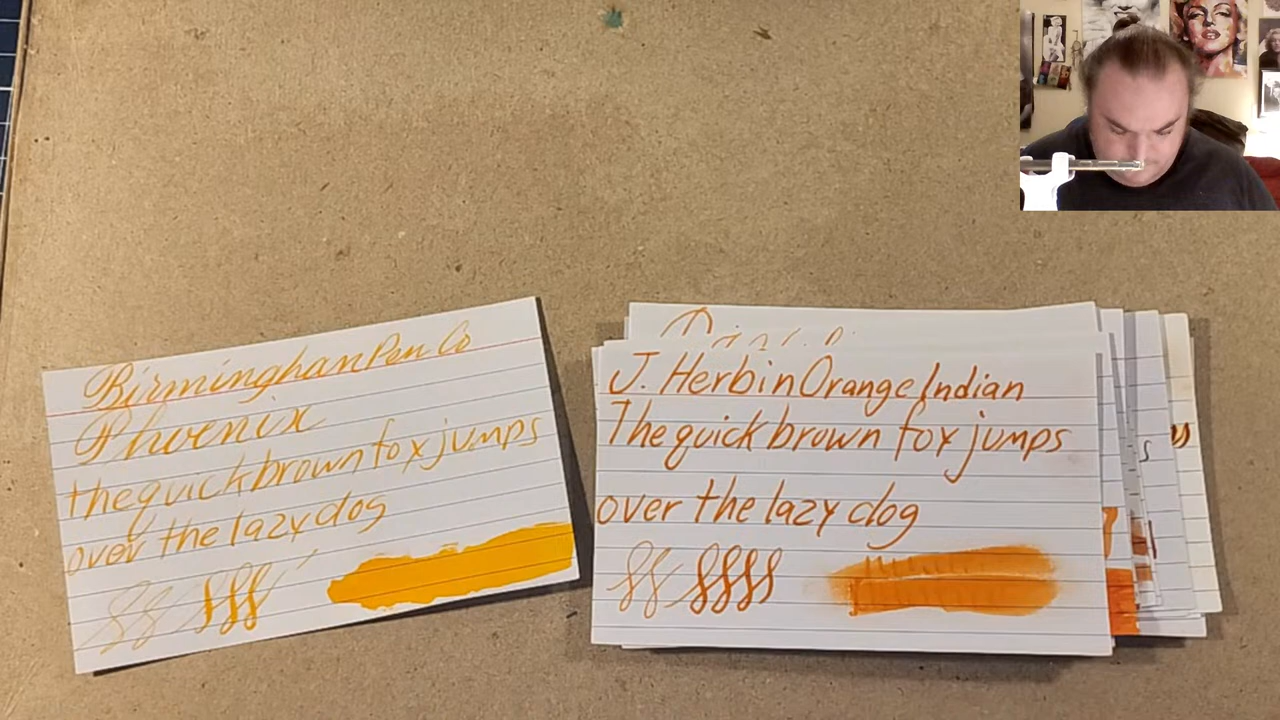 Birminghan Pen Co
Phoenix
the quick brown fox jumps
over the lazy dog
J. Herbin Orange Indian
The quick brown fox jumps
over the lazy dog